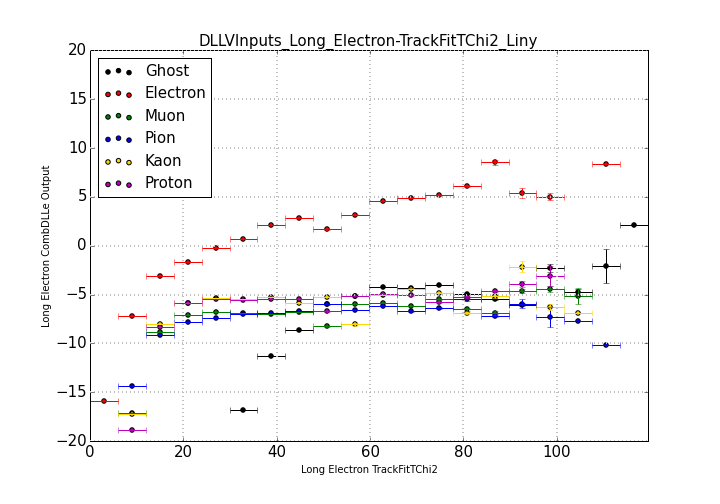 DLLVInputs_Long_Electron-TrackFitTChi2_Liny
20
15
10
5
0
−5
−10
−15
−20
Ghost
Electron
Muon
Pion
Kaon
Proton
Long Electron CombDLLe Output
0 20 40 60 80 100
Long Electron TrackFitTChi2